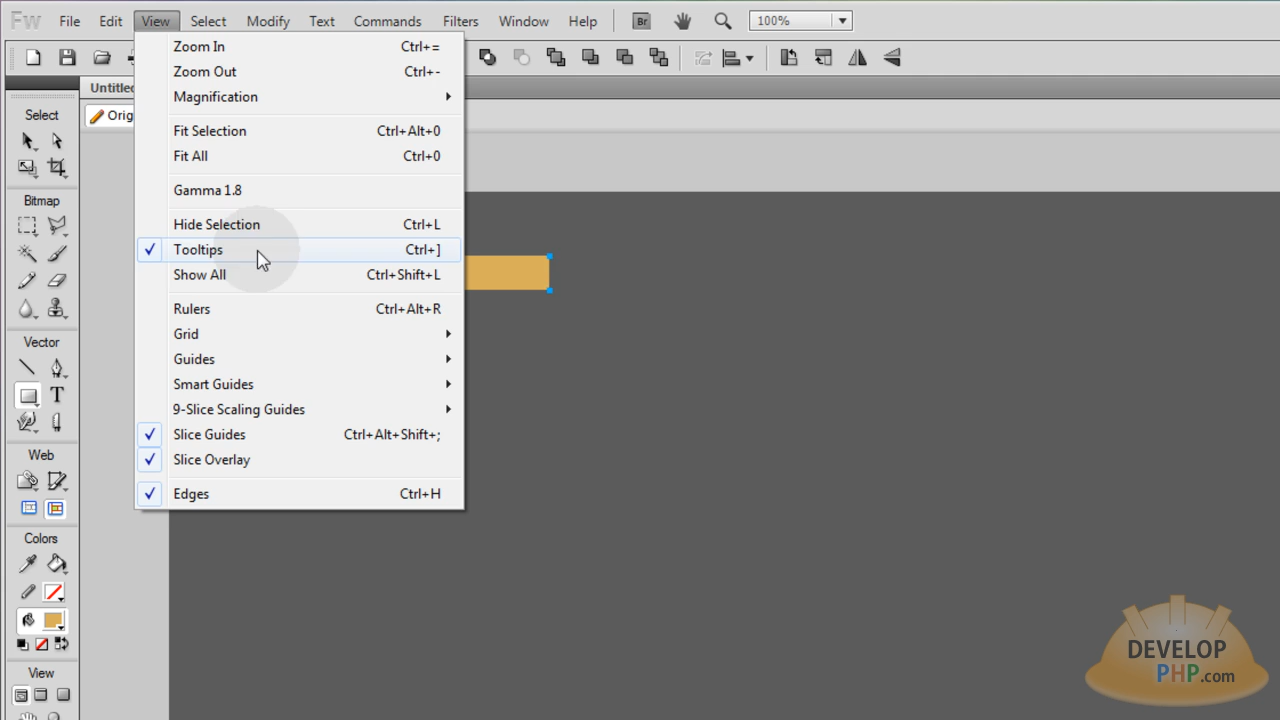 Fw File Edit View Select Modify Text Commands Filters Window Help Br 100%
Untitle
Orig
Zoom In Ctrl+=
Zoom Out Ctrl+-
Magnification
Fit Selection Ctrl+Alt+0
Fit All Ctrl+0
Gamma 1.8
Hide Selection Ctrl+L
Tooltips Ctrl+]
Show All Ctrl+Shift+L
Rulers Ctrl+Alt+R
Grid
Guides
Smart Guides
9-Slice Scaling Guides
Slice Guides Ctrl+Alt+Shift+;
Slice Overlay
Edges Ctrl+H
Select
Bitmap
Vector
T
Web
Colors
View
DEVELOP
PHP.com